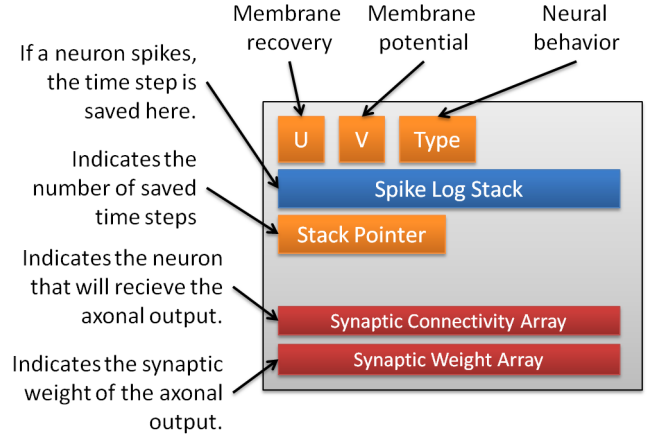 Membrane
recovery
Membrane
potential
Neural
behavior
If a neuron spikes,
the time step is
saved here.
U
V
Type
Spike Log Stack
Indicates the
number of saved
time steps
Stack Pointer
Indicates the neuron
that will recieve the
axonal output.
Synaptic Connectivity Array
Indicates the synaptic
weight of the axonal
output.
Synaptic Weight Array